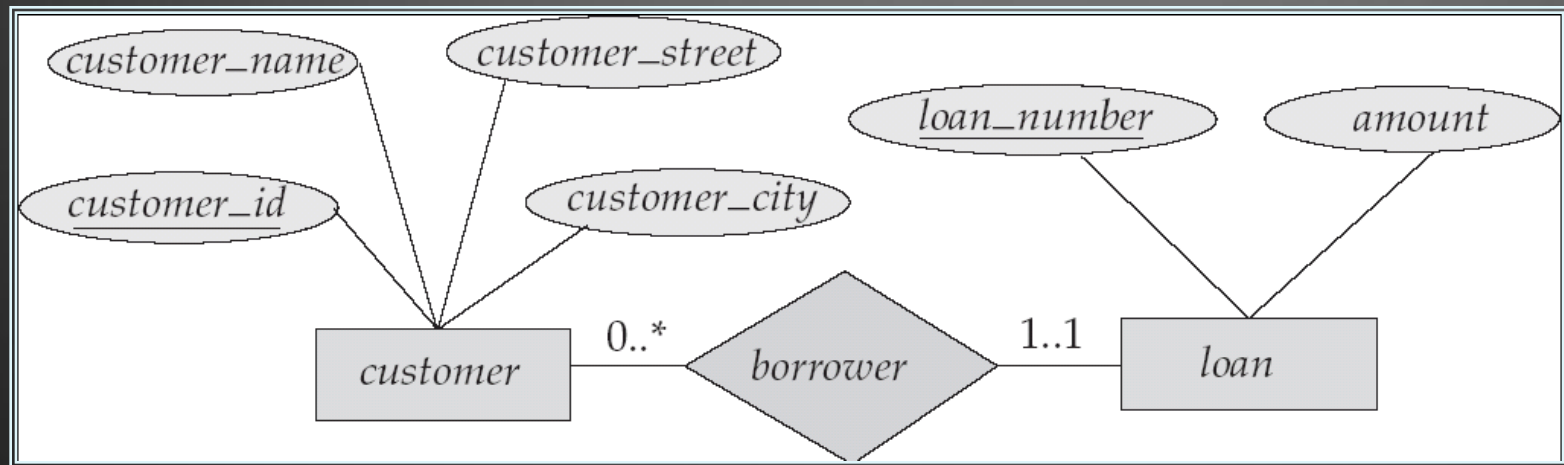 customer_name
customer_street
loan_number
amount
customer_id
customer_city
0..*
1..1
customer
borrower
loan